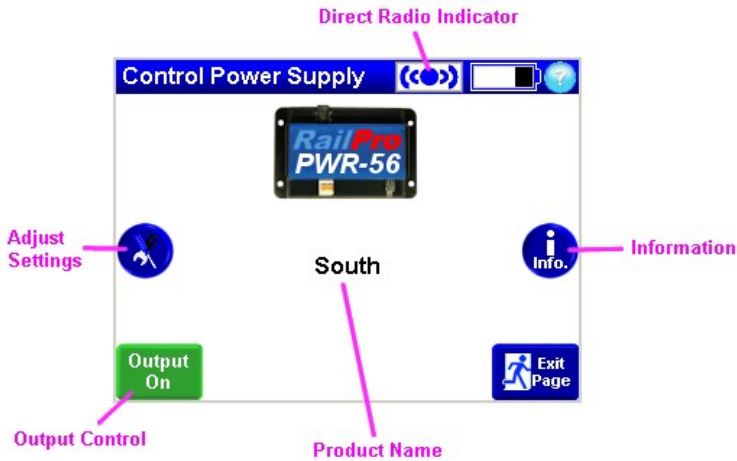 Direct Radio Indicator
Control Power Supply
?
RailPro
PWR-56
Adjust
Settings
South
i
Info.
Information
Output
On
Exit
Page
Output Control
Product Name